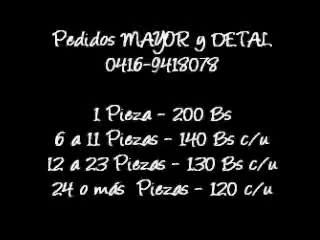 Pedidos MAYOR y DETAL
0416-9418078
1 Pieza - 200 Bs
6 a 11 Piezas - 140 Bs c/u
12 a 23 Piezas - 130 Bs c/u
24 o más Piezas - 120 c/u